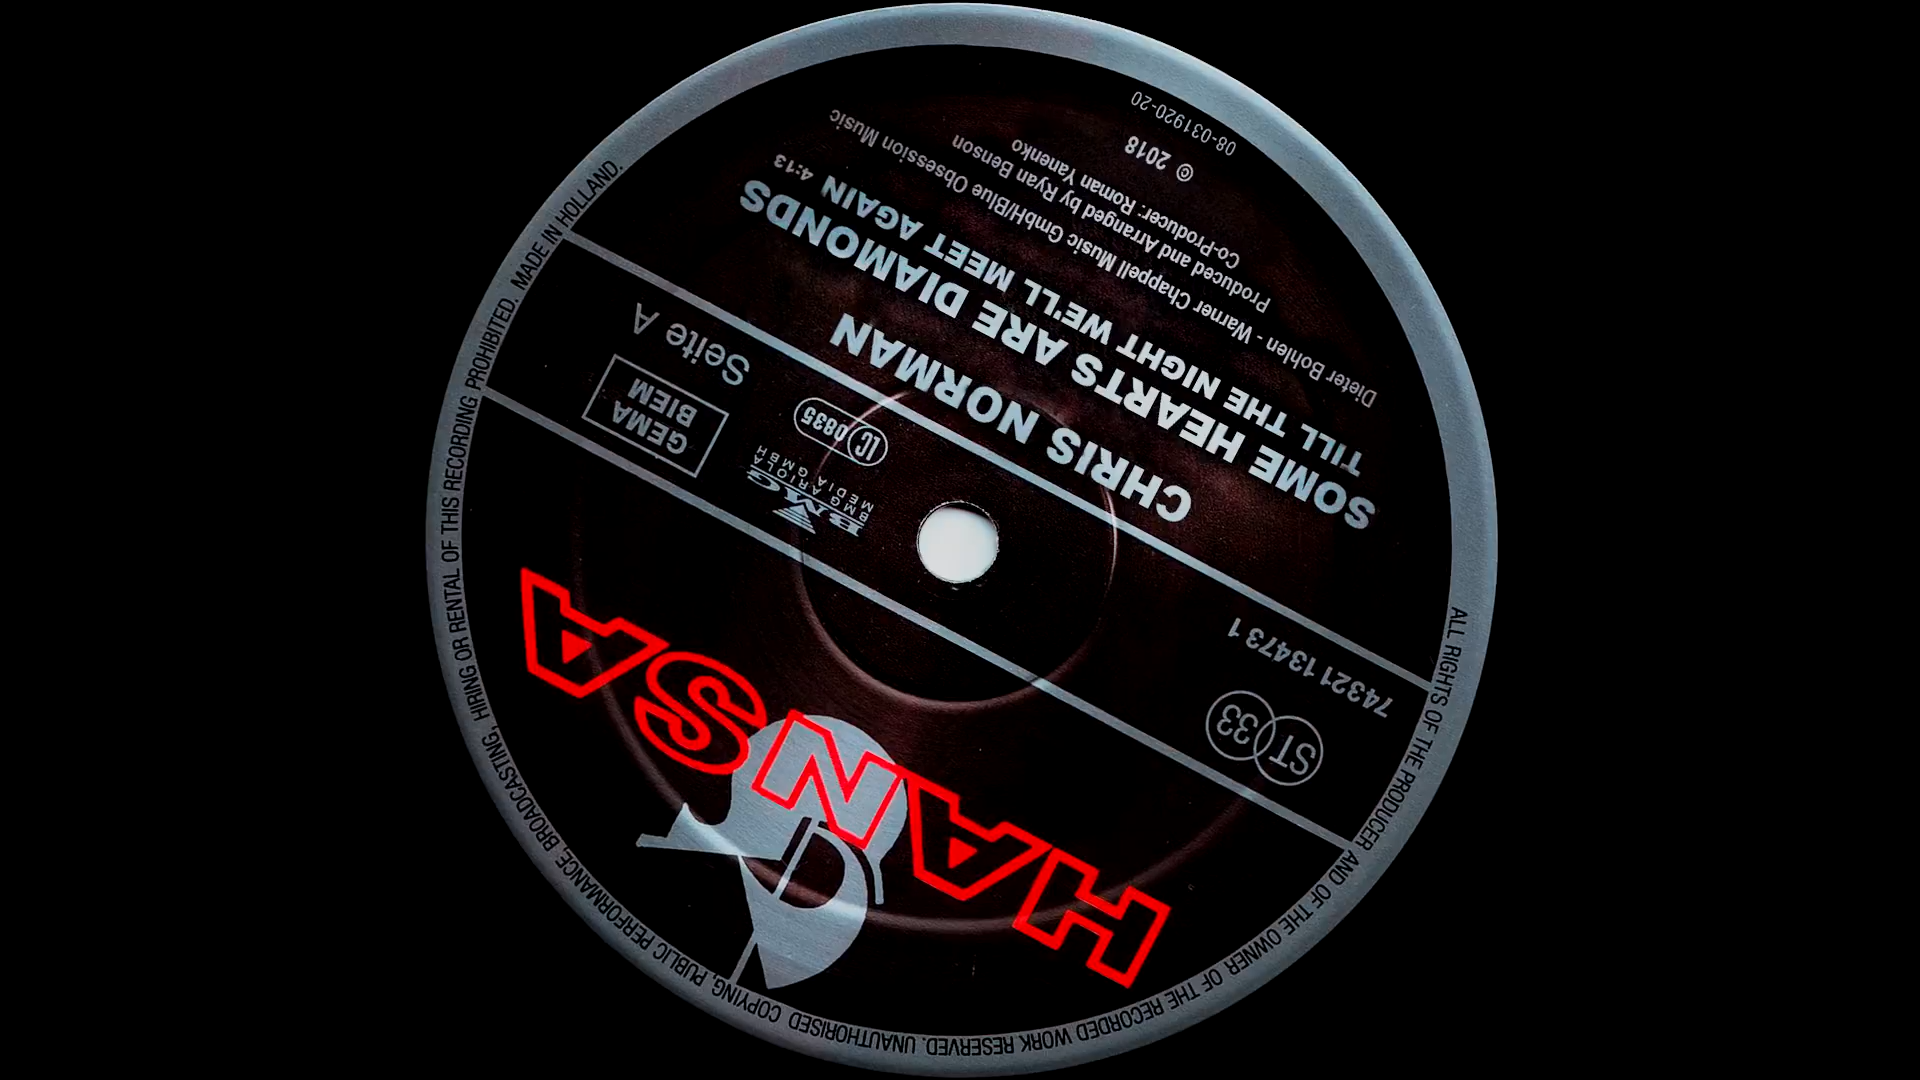 HANSA
ST 33
74321 13473 1
BMG
BMG ARIOLA
MEDIA GMBH
LC 0835
GEMA
BIEM
Seite A
CHRIS NORMAN
SOME HEARTS ARE DIAMONDS
TILL THE NIGHT WE'LL MEET AGAIN 4:13
Dieter Bohlen - Warner Chapppell Music GmbH/Blue Obsession Music
Produced and Arranged by Ryan Benson
Co-Producer: Roman Yanenko
© 2018
08-031920-20
ALL RIGHTS OF THE PRODUCER AND OF THE OWNER OF THE RECORDED WORK RESERVED. UNAUTHORISED COPYING, PUBLIC PERFORMANCE, BROADCASTING, HIRING OR RENTAL OF THIS RECORDING PROHIBITED. MADE IN HOLLAND.